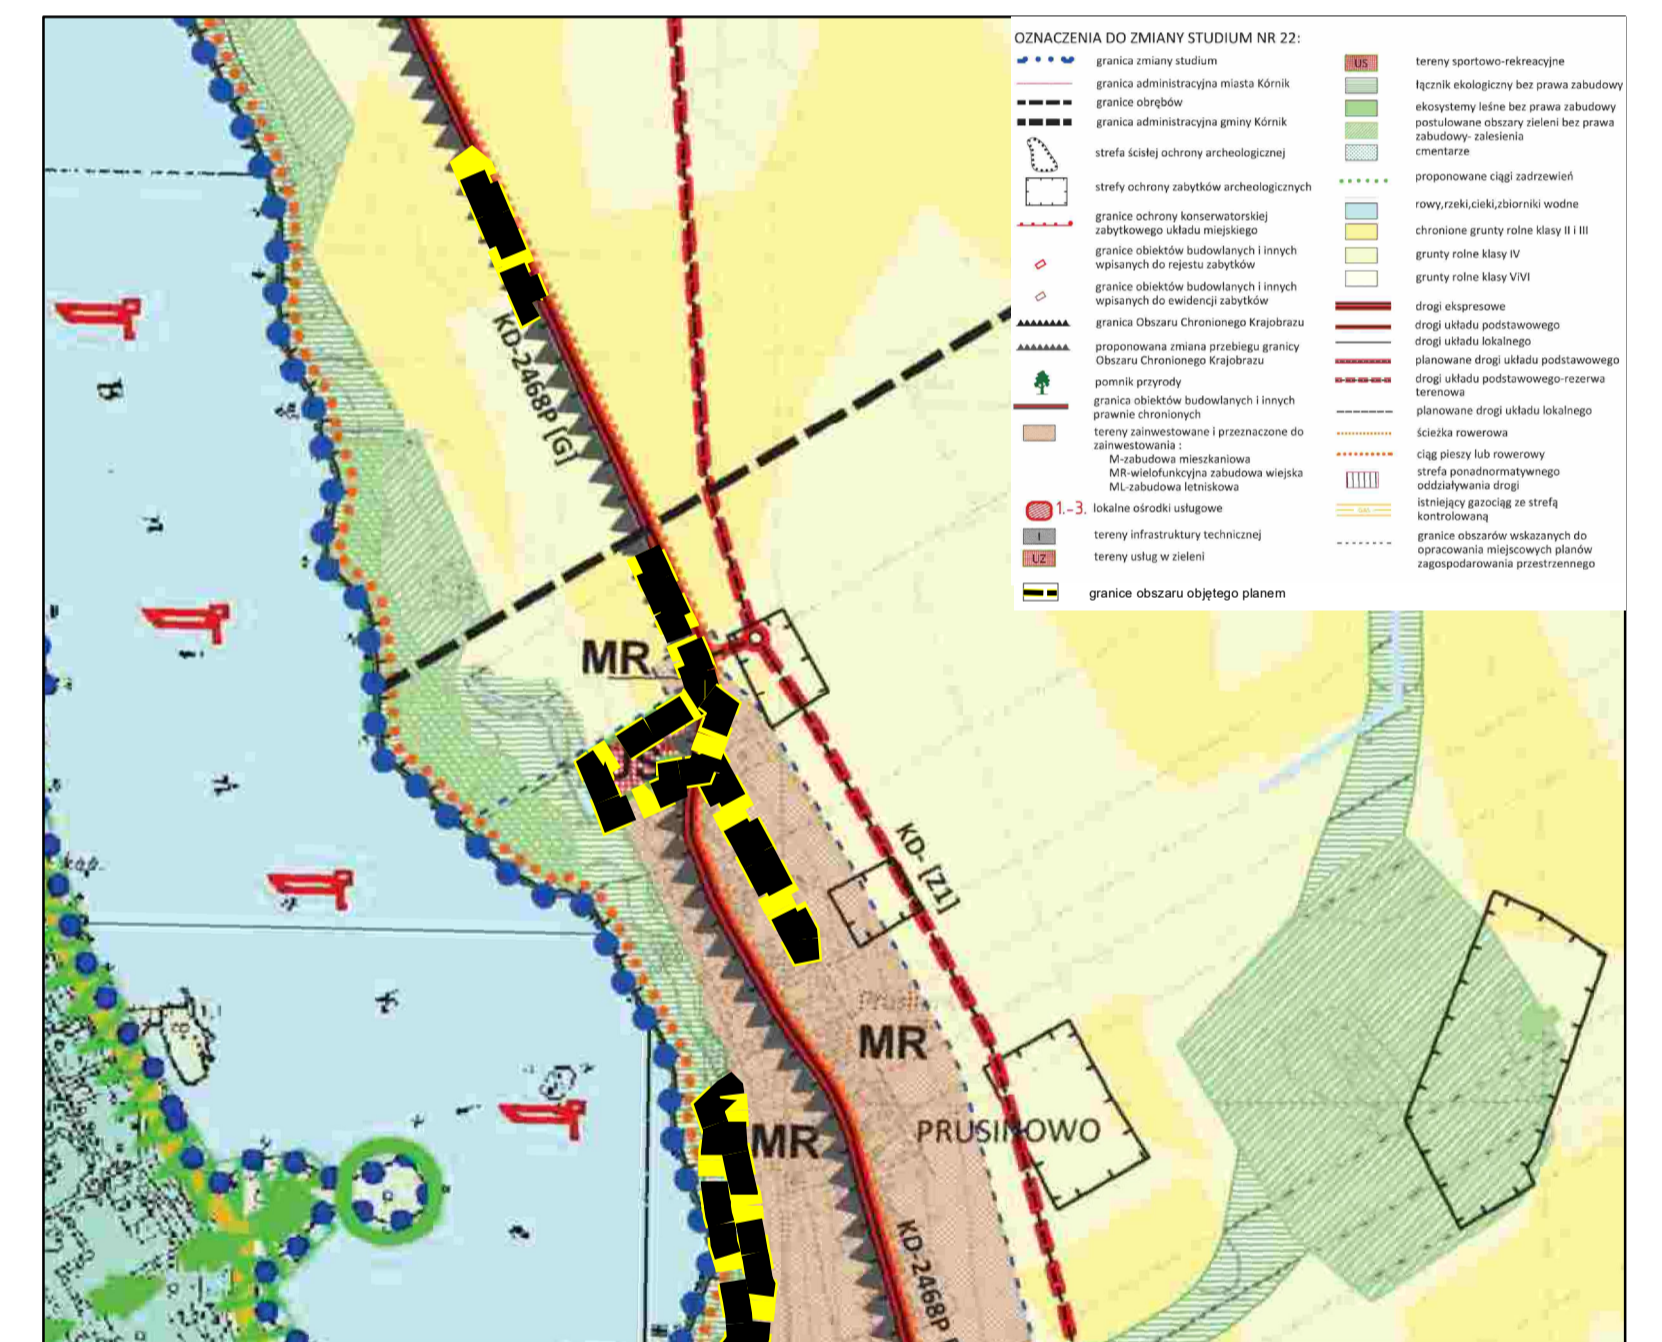 OZNACZENIA DO ZMIANY STUDIUM NR 22:
granica zmiany studium
granica administracyjna miasta Kórnik
granice obrębów
granica administracyjna gminy Kórnik
strefa ścisłej ochrony archeologicznej
strefy ochrony zabytków archeologicznych
granice ochrony konserwatorskiej
zabytkowego układu miejskiego
granice obiektów budowlanych i innych
wpisanych do rejestu zabytków
granice obiektów budowlanych i innych
wpisanych do ewidencji zabytków
granica Obszaru Chronionego Krajobrazu
proponowana zmiana przebiegu granicy
Obszaru Chronionego Krajobrazu
pomnik przyrody
granica obiektów budowlanych i innych
prawnie chronionych
tereny zainwestowane i przeznaczone do
zainwestowania :
M-zabudowa mieszkaniowa
MR-wielofunkcyjna zabudowa wiejska
ML-zabudowa letniskowa
1.-3. lokalne ośrodki usługowe
I tereny infrastruktury technicznej
UZ tereny usług w zieleni
granice obszaru objętego planem
US tereny sportowo-rekreacyjne
łącznik ekologiczny bez prawa zabudowy
ekosystemy leśne bez prawa zabudowy
postulowane obszary zieleni bez prawa
zabudowy- zalesienia
cmentarze
proponowane ciągi zadrzewień
rowy,rzeki,cieki,zbiorniki wodne
chronione grunty rolne klasy II i III
grunty rolne klasy IV
grunty rolne klasy ViVI
drogi ekspresowe
drogi układu podstawowego
drogi układu lokalnego
planowane drogi układu podstawowego
drogi układu podstawowego-rezerwa
terenowa
planowane drogi układu lokalnego
ścieżka rowerowa
ciąg pieszy lub rowerowy
strefa ponadnormatywnego
oddziaływania drogi
GAS istniejący gazociąg ze strefą
kontrolowaną
granice obszarów wskazanych do
opracowania miejscowych planów
zagospodarowania przestrzennego
KD-2468P [G]
MR
KD- [Z1]
MR
PRUSINOWO
MR
KD-2468P